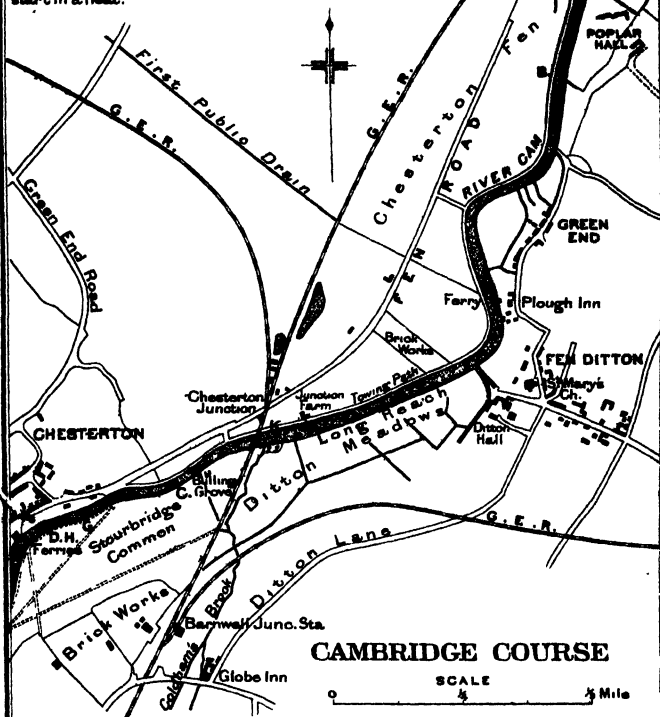 POPLAR
HALL
First Public Drain
G.E.R.
G.E.R.
Chesterton Fen
FEN ROAD
B.
RIVER CAM
Green End Road
GREEN
END
Ferry
Plough Inn
Brick
Works
FEN DITTON
St Mary's
Ch.
Towing Path
Chesterton
Junction
Junction
Farm
Long Reach
Ditton Meadows
Ditton
Hall
CHESTERTON
Billing
C. Grove
G.
D.H.
Ferries
Stourbridge
Common
G.E.R.
Ditton Lane
Brook
Brick Works
Barnwell Junc. Sta.
CAMBRIDGE COURSE
Globe Inn
SCALE
0 ¼ ½ Mile